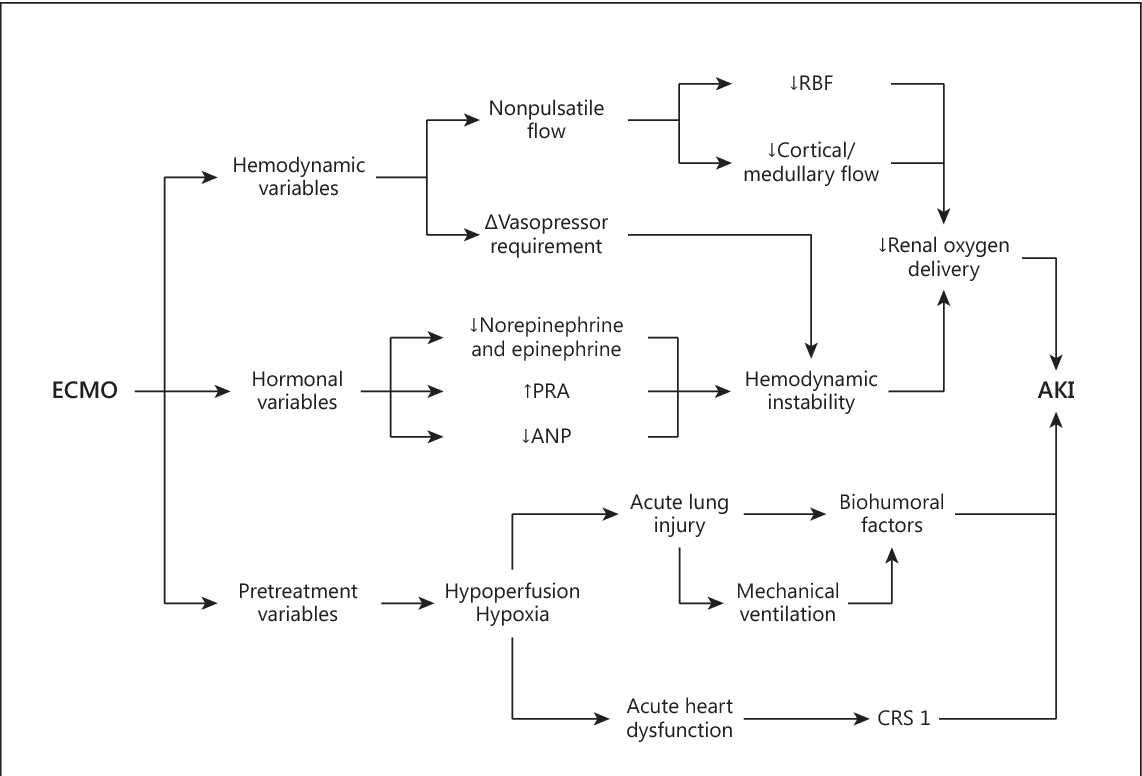 ↓RBF
Nonpulsatile
flow
↓Cortical/
medullary flow
Hemodynamic
variables
ΔVasopressor
requirement
↓Renal oxygen
delivery
↓Norepinephrine
and epinephrine
ECMO
Hormonal
variables
↑PRA
Hemodynamic
instability
AKI
↓ANP
Acute lung
injury
Biohumoral
factors
Pretreatment
variables
Hypoperfusion
Hypoxia
Mechanical
ventilation
Acute heart
dysfunction
CRS 1